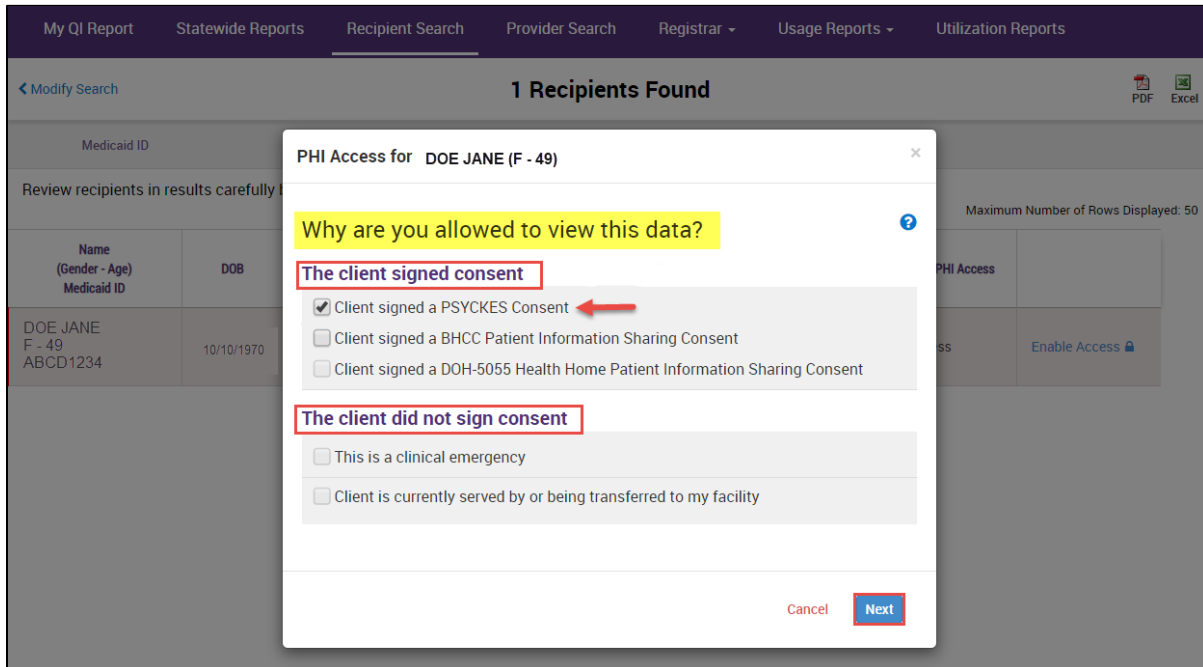 My QI Report Statewide Reports Recipient Search Provider Search Registrar Usage Reports Utilization Reports
Modify Search
1 Recipients Found
PDF Excel
Medicaid ID
PHI Access for DOE JANE (F - 49)
×
Review recipients in results carefully
Maximum Number of Rows Displayed: 50
Why are you allowed to view this data?
?
Name
(Gender - Age)
Medicaid ID
DOB
PHI Access
The client signed consent
Client signed a PSYCKES Consent
Client signed a BHCC Patient Information Sharing Consent
Client signed a DOH-5055 Health Home Patient Information Sharing Consent
DOE JANE
F - 49
ABCD1234
10/10/1970
Enable Access
The client did not sign consent
This is a clinical emergency
Client is currently served by or being transferred to my facility
Cancel Next